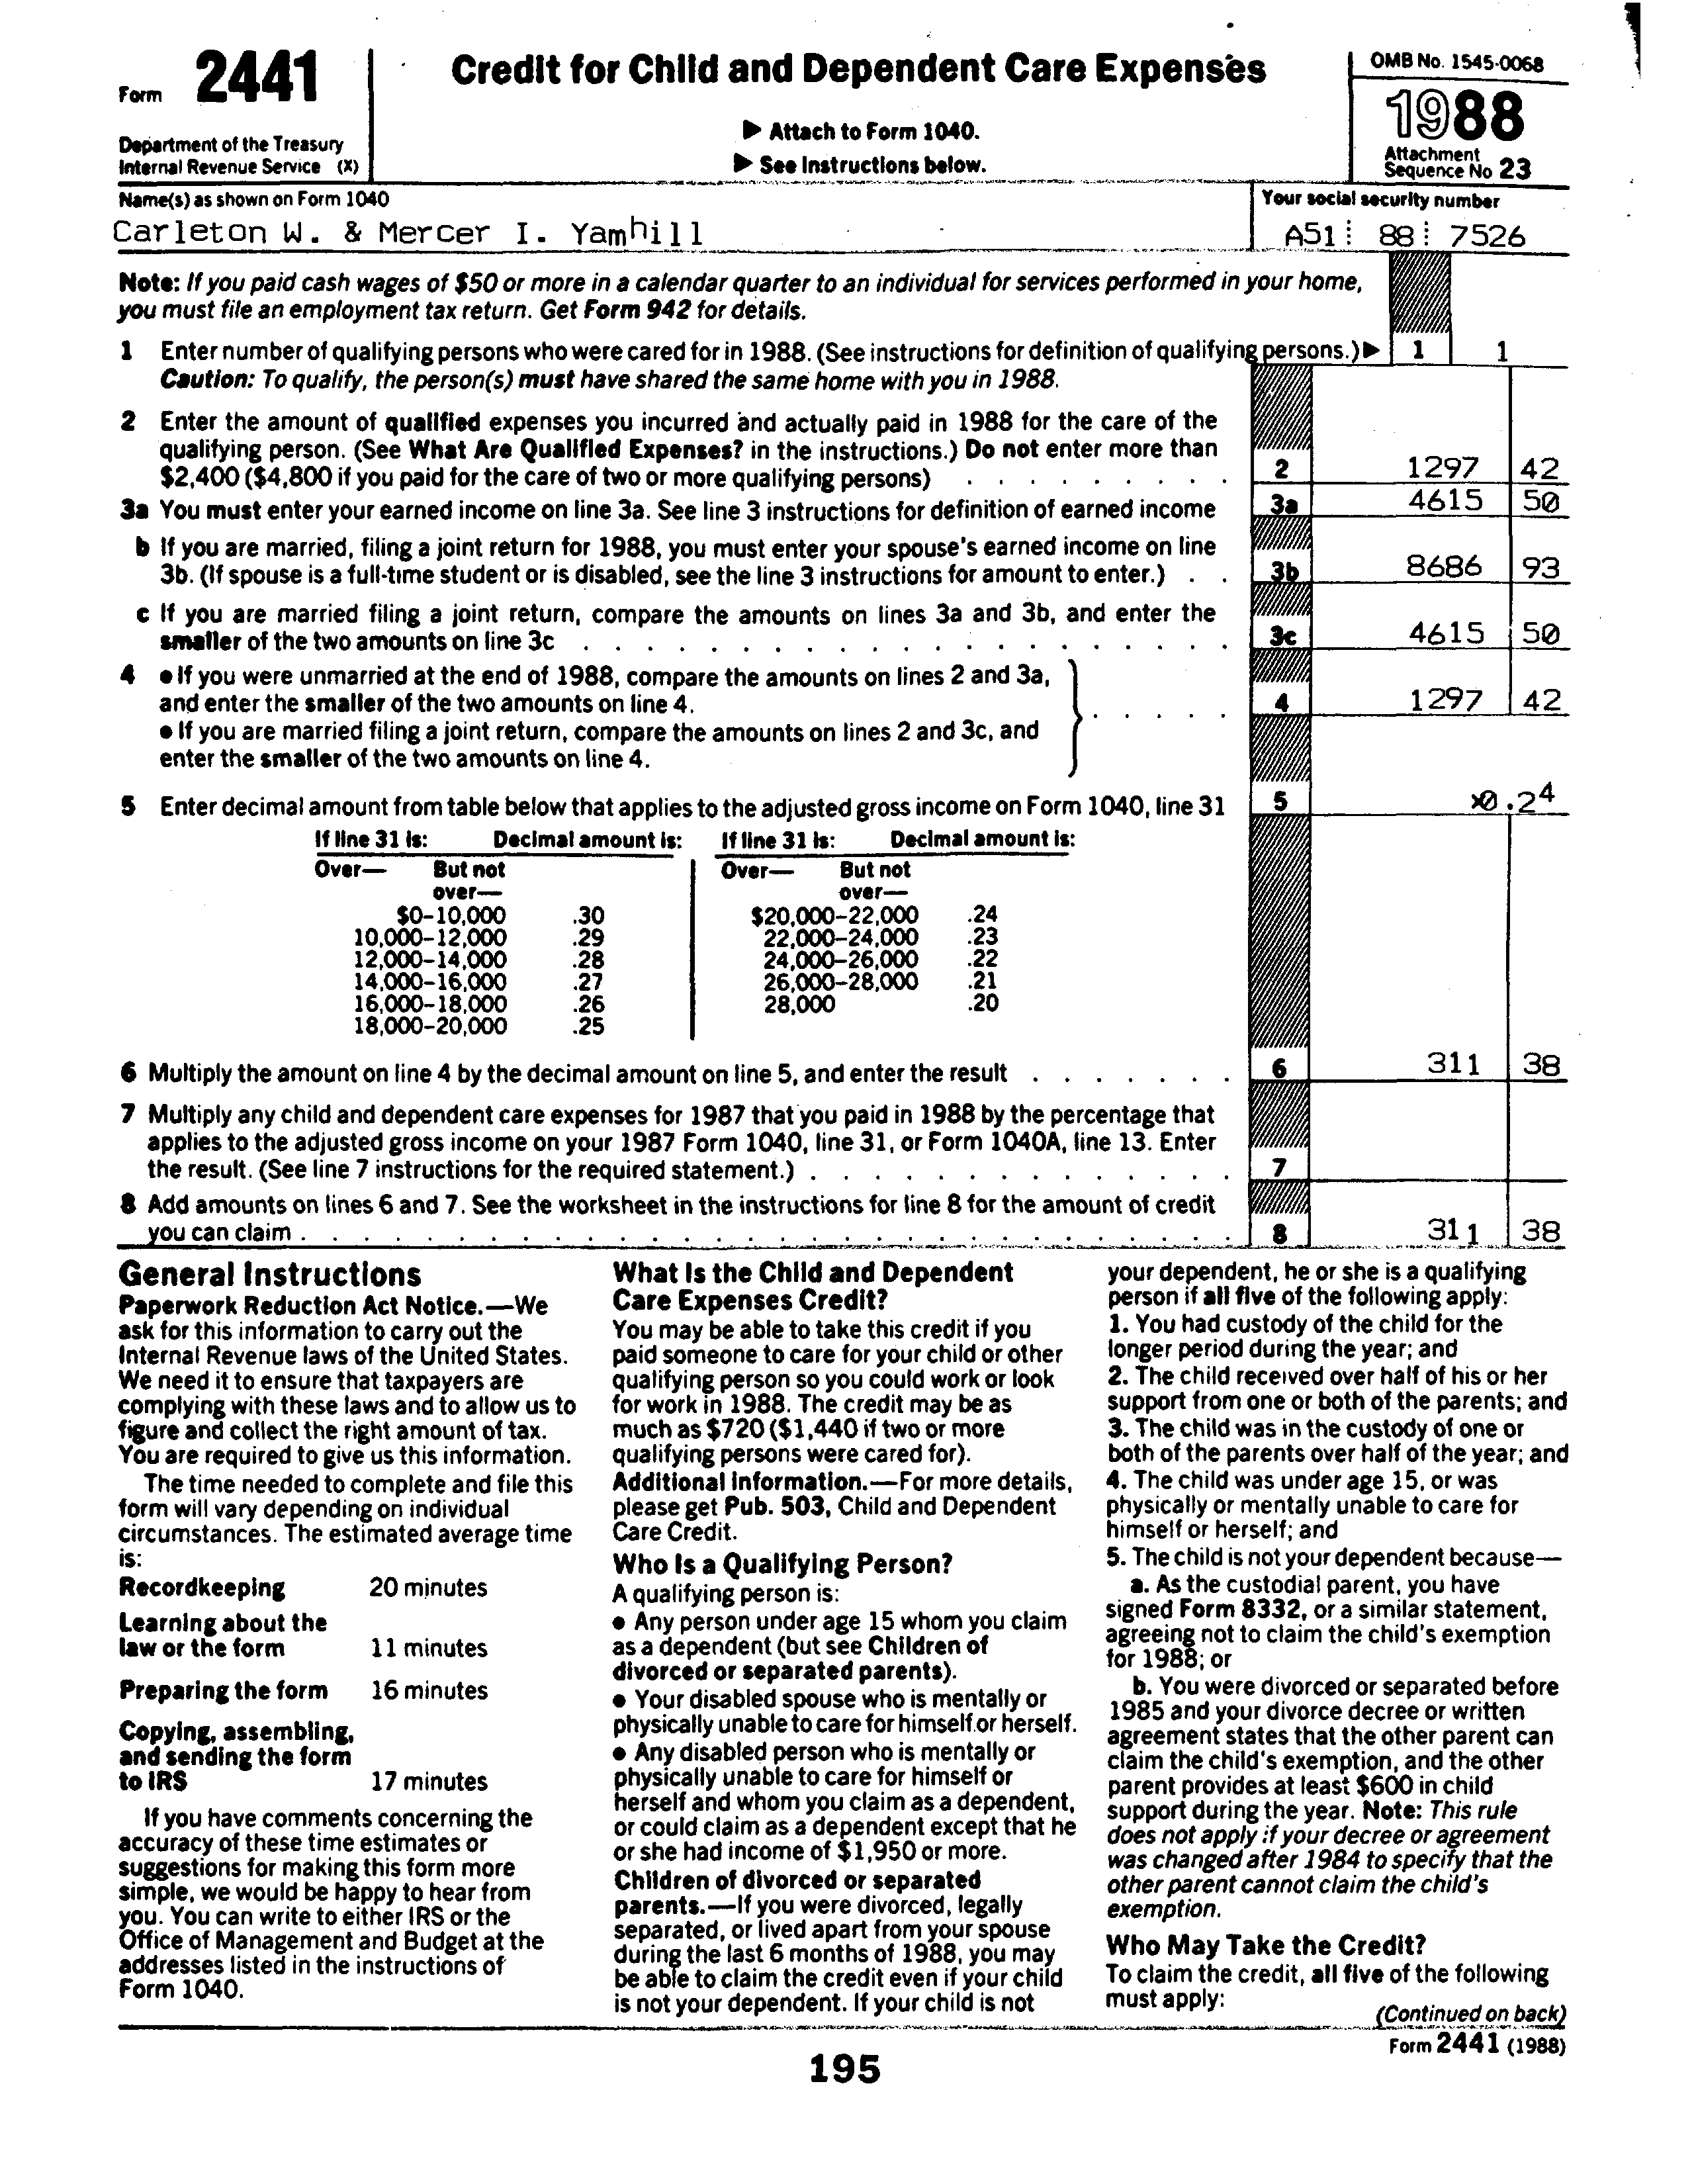 Form 2441
Department of the Treasury
Internal Revenue Service (X)
Credit for Child and Dependent Care Expenses
▶ Attach to Form 1040.
▶ See Instructions below.
OMB No. 1545-0068
1988
Attachment
Sequence No 23
Name(s) as shown on Form 1040
Carleton W. & Mercer I. Yamhill
Your social security number
A51 88 7526
Note: If you paid cash wages of $50 or more in a calendar quarter to an individual for services performed in your home,
you must file an employment tax return. Get Form 942 for details.
1 Enter number of qualifying persons who were cared for in 1988. (See instructions for definition of qualifying persons.) ▶ 1 1
Caution: To qualify, the person(s) must have shared the same home with you in 1988.
2 Enter the amount of qualified expenses you incurred and actually paid in 1988 for the care of the
qualifying person. (See What Are Qualified Expenses? in the instructions.) Do not enter more than
$2,400 ($4,800 if you paid for the care of two or more qualifying persons) . . . . . . . . . 2 1297 42
3a You must enter your earned income on line 3a. See line 3 instructions for definition of earned income 3a 4615 50
b If you are married, filing a joint return for 1988, you must enter your spouse's earned income on line
3b. (If spouse is a full-time student or is disabled, see the line 3 instructions for amount to enter.) . . 3b 8686 93
c If you are married filing a joint return, compare the amounts on lines 3a and 3b, and enter the
smaller of the two amounts on line 3c . . . . . . . . . . . . . . . . . . . . 3c 4615 50
4 ● If you were unmarried at the end of 1988, compare the amounts on lines 2 and 3a,
and enter the smaller of the two amounts on line 4. . . . . . 4 1297 42
● If you are married filing a joint return, compare the amounts on lines 2 and 3c, and
enter the smaller of the two amounts on line 4.
5 Enter decimal amount from table below that applies to the adjusted gross income on Form 1040, line 31 5 x0.24
If line 31 is: Decimal amount is: If line 31 is: Decimal amount is:
Over— But not Over— But not
over— over—
$0–10,000 .30 $20,000–22,000 .24
10,000–12,000 .29 22,000–24,000 .23
12,000–14,000 .28 24,000–26,000 .22
14,000–16,000 .27 26,000–28,000 .21
16,000–18,000 .26 28,000 .20
18,000–20,000 .25
6 Multiply the amount on line 4 by the decimal amount on line 5, and enter the result . . . . . . . 6 311 38
7 Multiply any child and dependent care expenses for 1987 that you paid in 1988 by the percentage that
applies to the adjusted gross income on your 1987 Form 1040, line 31, or Form 1040A, line 13. Enter
the result. (See line 7 instructions for the required statement.) . . . . . . . . . . . . . . 7
8 Add amounts on lines 6 and 7. See the worksheet in the instructions for line 8 for the amount of credit
you can claim . . . . . . . . . . . . . . . . . . . . . . . . . . . . . 8 311 38
General Instructions
Paperwork Reduction Act Notice.—We
ask for this information to carry out the
Internal Revenue laws of the United States.
We need it to ensure that taxpayers are
complying with these laws and to allow us to
figure and collect the right amount of tax.
You are required to give us this information.
The time needed to complete and file this
form will vary depending on individual
circumstances. The estimated average time
is:
Recordkeeping 20 minutes
Learning about the
law or the form 11 minutes
Preparing the form 16 minutes
Copying, assembling,
and sending the form
to IRS 17 minutes
If you have comments concerning the
accuracy of these time estimates or
suggestions for making this form more
simple, we would be happy to hear from
you. You can write to either IRS or the
Office of Management and Budget at the
addresses listed in the instructions of
Form 1040.
What Is the Child and Dependent
Care Expenses Credit?
You may be able to take this credit if you
paid someone to care for your child or other
qualifying person so you could work or look
for work in 1988. The credit may be as
much as $720 ($1,440 if two or more
qualifying persons were cared for).
Additional Information.—For more details,
please get Pub. 503, Child and Dependent
Care Credit.
Who Is a Qualifying Person?
A qualifying person is:
● Any person under age 15 whom you claim
as a dependent (but see Children of
divorced or separated parents).
● Your disabled spouse who is mentally or
physically unable to care for himself or herself.
● Any disabled person who is mentally or
physically unable to care for himself or
herself and whom you claim as a dependent,
or could claim as a dependent except that he
or she had income of $1,950 or more.
Children of divorced or separated
parents.—If you were divorced, legally
separated, or lived apart from your spouse
during the last 6 months of 1988, you may
be able to claim the credit even if your child
is not your dependent. If your child is not
your dependent, he or she is a qualifying
person if all five of the following apply:
1. You had custody of the child for the
longer period during the year; and
2. The child received over half of his or her
support from one or both of the parents; and
3. The child was in the custody of one or
both of the parents over half of the year; and
4. The child was under age 15, or was
physically or mentally unable to care for
himself or herself; and
5. The child is not your dependent because—
a. As the custodial parent, you have
signed Form 8332, or a similar statement,
agreeing not to claim the child's exemption
for 1988; or
b. You were divorced or separated before
1985 and your divorce decree or written
agreement states that the other parent can
claim the child's exemption, and the other
parent provides at least $600 in child
support during the year. Note: This rule
does not apply if your decree or agreement
was changed after 1984 to specify that the
other parent cannot claim the child's
exemption.
Who May Take the Credit?
To claim the credit, all five of the following
must apply:
(Continued on back)
Form 2441 (1988)
195